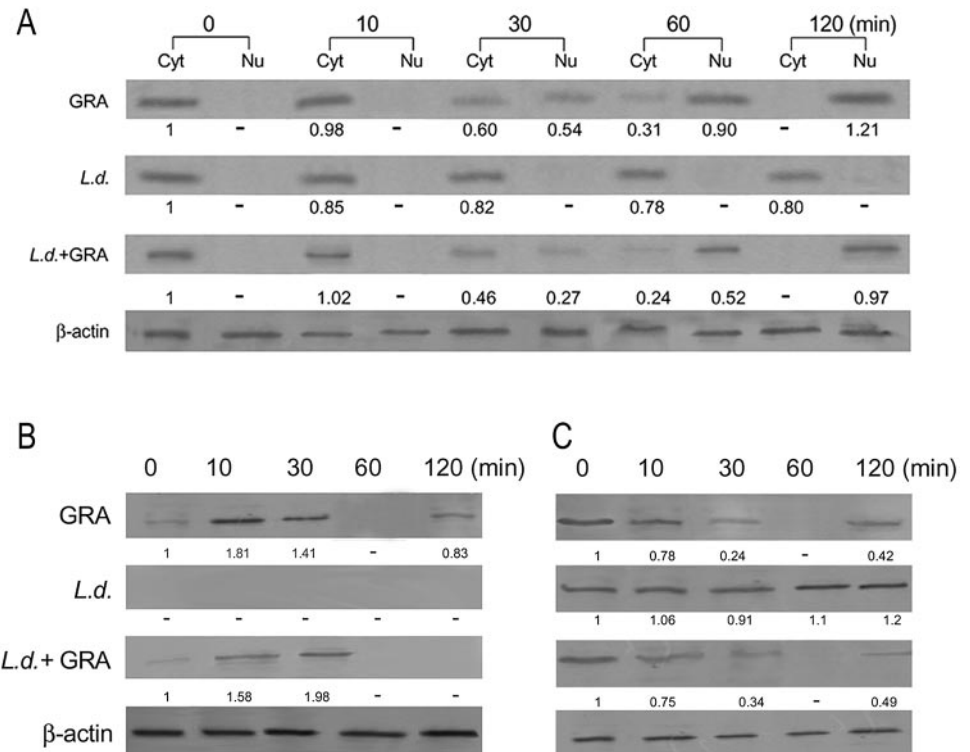 A
0 10 30 60 120 (min)
Cyt Nu Cyt Nu Cyt Nu Cyt Nu Cyt Nu
GRA
1 - 0.98 - 0.60 0.54 0.31 0.90 - 1.21
L.d.
1 - 0.85 - 0.82 - 0.78 - 0.80 -
L.d.+GRA
1 - 1.02 - 0.46 0.27 0.24 0.52 - 0.97
β-actin
B
0 10 30 60 120 (min)
GRA
1 1.81 1.41 - 0.83
L.d.
- - - - -
L.d.+ GRA
1 1.58 1.98 - -
β-actin
C
0 10 30 60 120 (min)
1 0.78 0.24 - 0.42
1 1.06 0.91 1.1 1.2
1 0.75 0.34 - 0.49